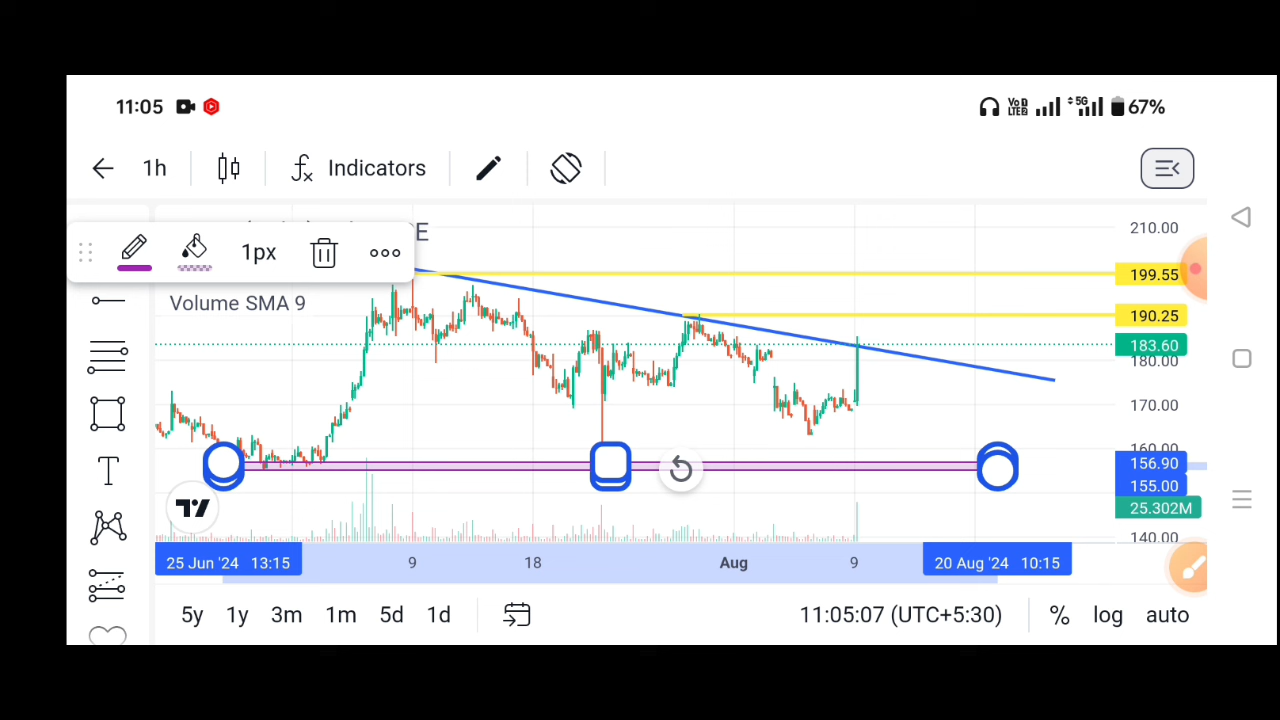 11:05 VoD LTE2 5G 67%
1h Indicators
E
1px
Volume SMA 9
210.00
199.55
190.25
183.60
180.00
170.00
160.00
156.90
155.00
25.302M
140.00
25 Jun '24 13:15 9 18 Aug 9 20 Aug '24 10:15
5y 1y 3m 1m 5d 1d 11:05:07 (UTC+5:30) % log auto